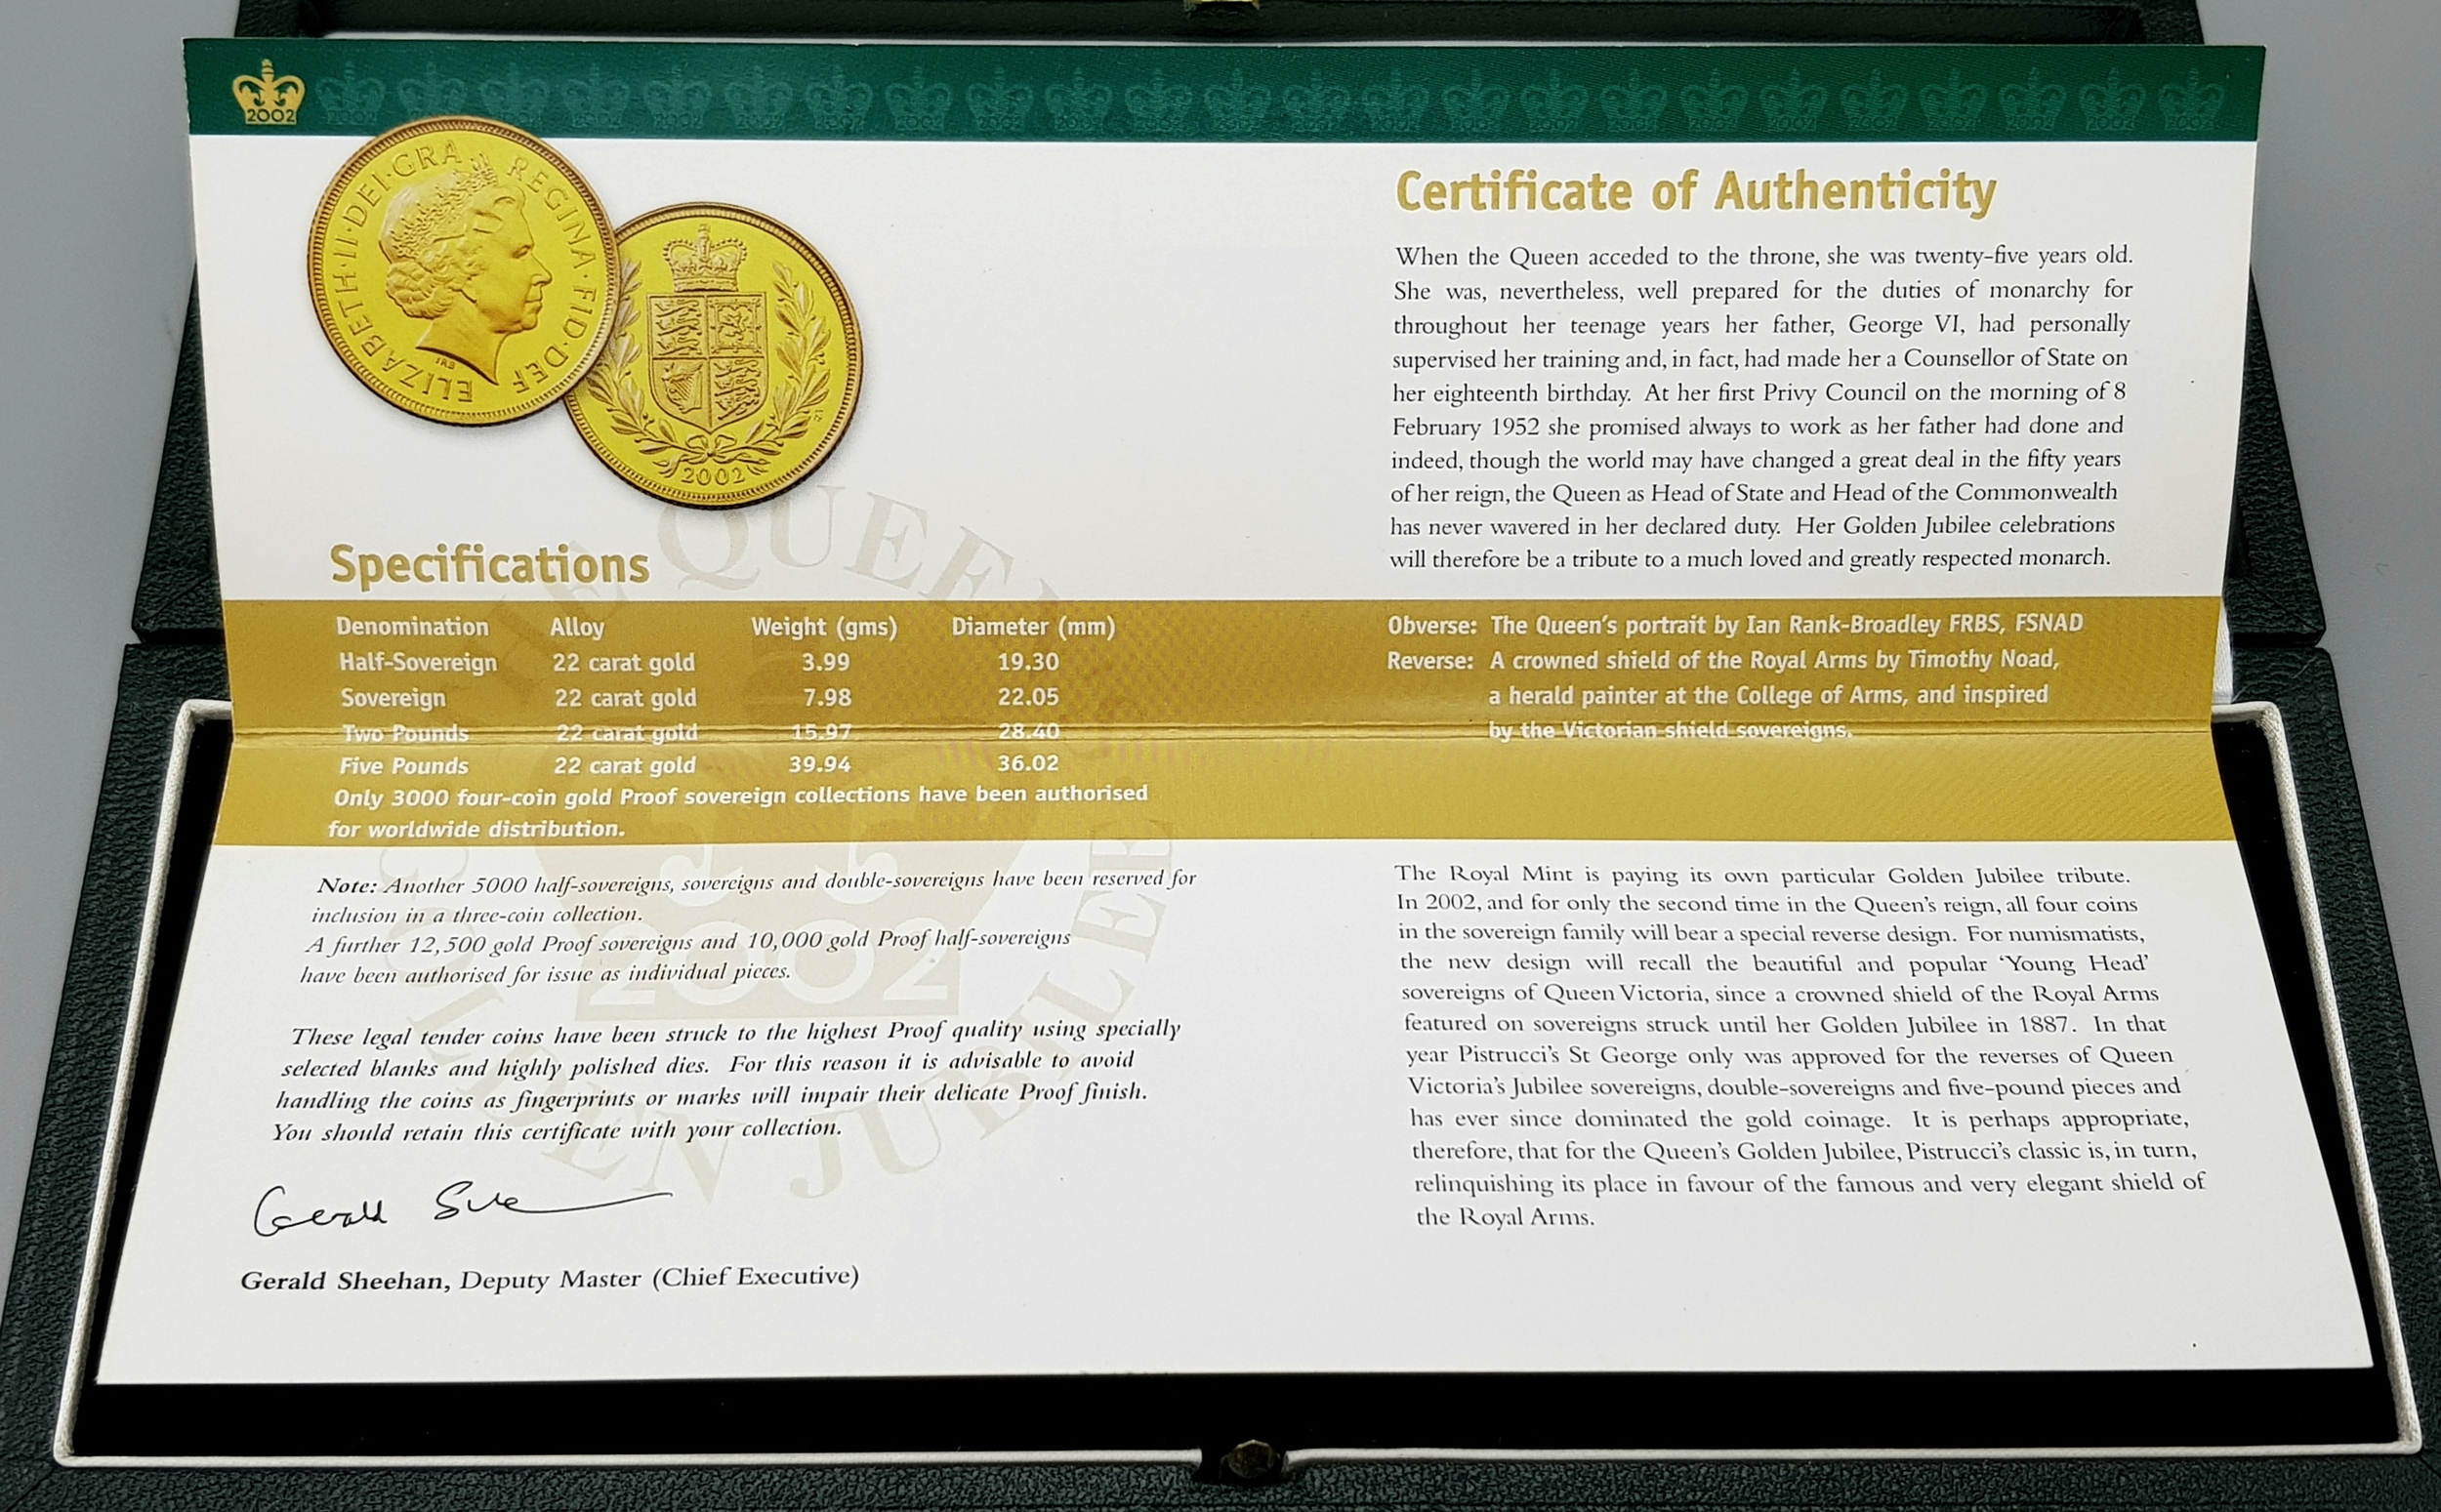 2002
ELIZABETH·II·DEI·GRA REGINA·FID·DEF
IRB
2002
Specifications
Denomination Alloy Weight (gms) Diameter (mm)
Half-Sovereign 22 carat gold 3.99 19.30
Sovereign 22 carat gold 7.98 22.05
Two Pounds 22 carat gold 15.97 28.40
Five Pounds 22 carat gold 39.94 36.02
Only 3000 four-coin gold Proof sovereign collections have been authorised
for worldwide distribution.
Note: Another 5000 half-sovereigns, sovereigns and double-sovereigns have been reserved for
inclusion in a three-coin collection.
A further 12,500 gold Proof sovereigns and 10,000 gold Proof half-sovereigns
have been authorised for issue as individual pieces.
These legal tender coins have been struck to the highest Proof quality using specially
selected blanks and highly polished dies. For this reason it is advisable to avoid
handling the coins as fingerprints or marks will impair their delicate Proof finish.
You should retain this certificate with your collection.
Gerald Sheehan, Deputy Master (Chief Executive)
THE QUEEN'S GOLDEN JUBILEE
2002
Certificate of Authenticity
When the Queen acceded to the throne, she was twenty-five years old.
She was, nevertheless, well prepared for the duties of monarchy for
throughout her teenage years her father, George VI, had personally
supervised her training and, in fact, had made her a Counsellor of State on
her eighteenth birthday. At her first Privy Council on the morning of 8
February 1952 she promised always to work as her father had done and
indeed, though the world may have changed a great deal in the fifty years
of her reign, the Queen as Head of State and Head of the Commonwealth
has never wavered in her declared duty. Her Golden Jubilee celebrations
will therefore be a tribute to a much loved and greatly respected monarch.
Obverse: The Queen's portrait by Ian Rank-Broadley FRBS, FSNAD
Reverse: A crowned shield of the Royal Arms by Timothy Noad,
a herald painter at the College of Arms, and inspired
by the Victorian shield sovereigns.
The Royal Mint is paying its own particular Golden Jubilee tribute.
In 2002, and for only the second time in the Queen's reign, all four coins
in the sovereign family will bear a special reverse design. For numismatists,
the new design will recall the beautiful and popular 'Young Head'
sovereigns of Queen Victoria, since a crowned shield of the Royal Arms
featured on sovereigns struck until her Golden Jubilee in 1887. In that
year Pistrucci's St George only was approved for the reverses of Queen
Victoria's Jubilee sovereigns, double-sovereigns and five-pound pieces and
has ever since dominated the gold coinage. It is perhaps appropriate,
therefore, that for the Queen's Golden Jubilee, Pistrucci's classic is, in turn,
relinquishing its place in favour of the famous and very elegant shield of
the Royal Arms.